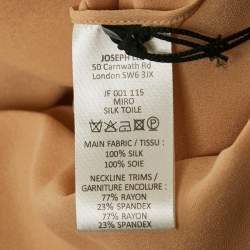 JOSEPH
50 Carnwath Rd
London SW6 3JX
JF 001 115
MIRO
SILK TOILE
MAIN FABRIC / TISSU :
100% SILK
100% SOIE
NECKLINE TRIMS /
GARNITURE ENCOLURE :
77% RAYON
23% SPANDEX
77% RAYON
23% SPANDEX